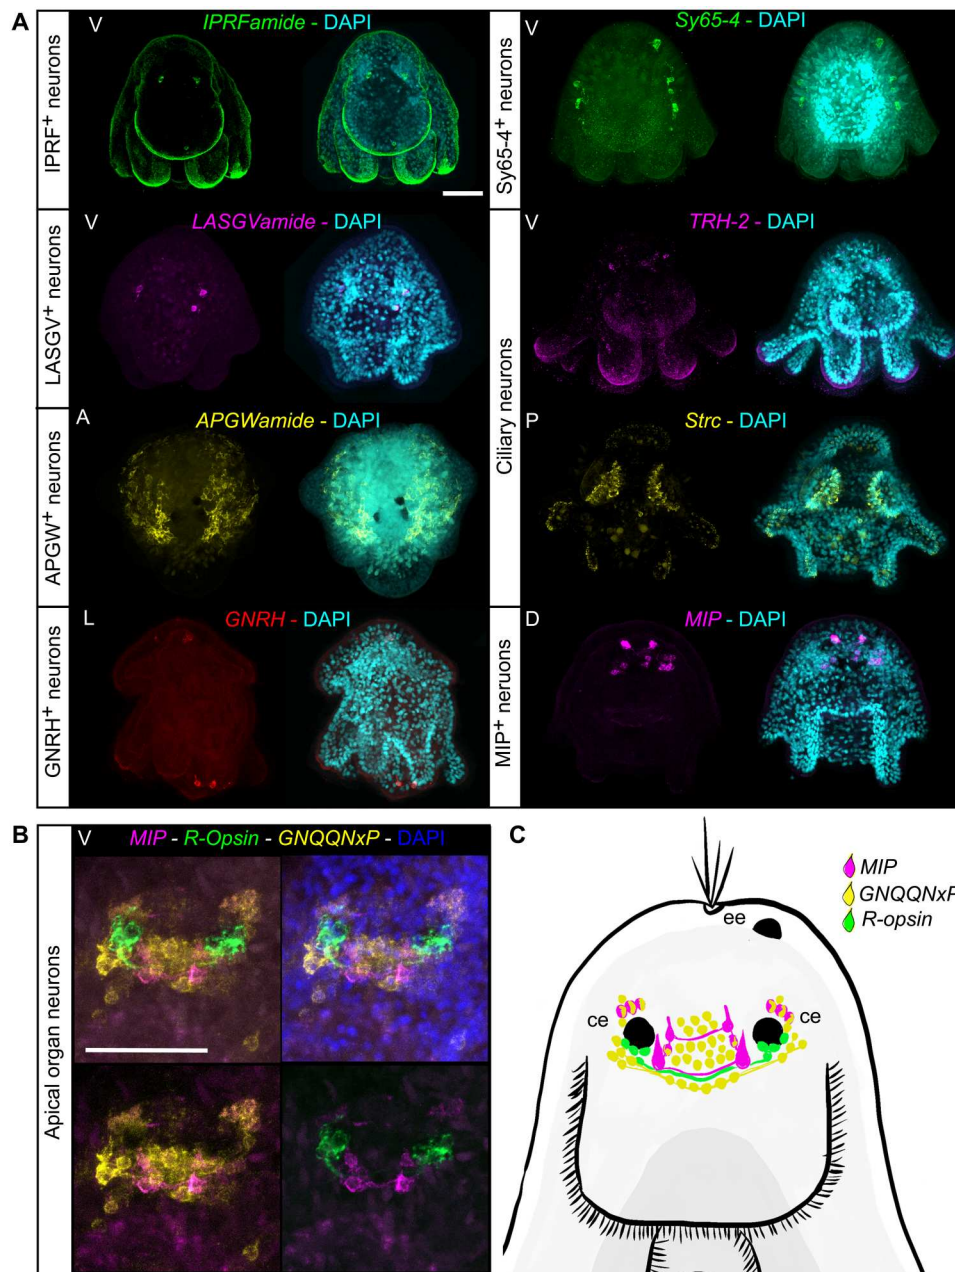 A
IPRF+ neurons
V
IPRFamide - DAPI
Sy65-4+ neurons
V
Sy65-4 - DAPI
LASGV+ neurons
V
LASGVamide - DAPI
Ciliary neurons
V
TRH-2 - DAPI
APGW+ neurons
A
APGWamide - DAPI
P
Strc - DAPI
GNRH+ neurons
L
GNRH - DAPI
MIP+ neruons
D
MIP - DAPI
B
Apical organ neurons
V
MIP - R-Opsin - GNQQNxP - DAPI
C
MIP
GNQQNxP
R-opsin
ee
ce
ce